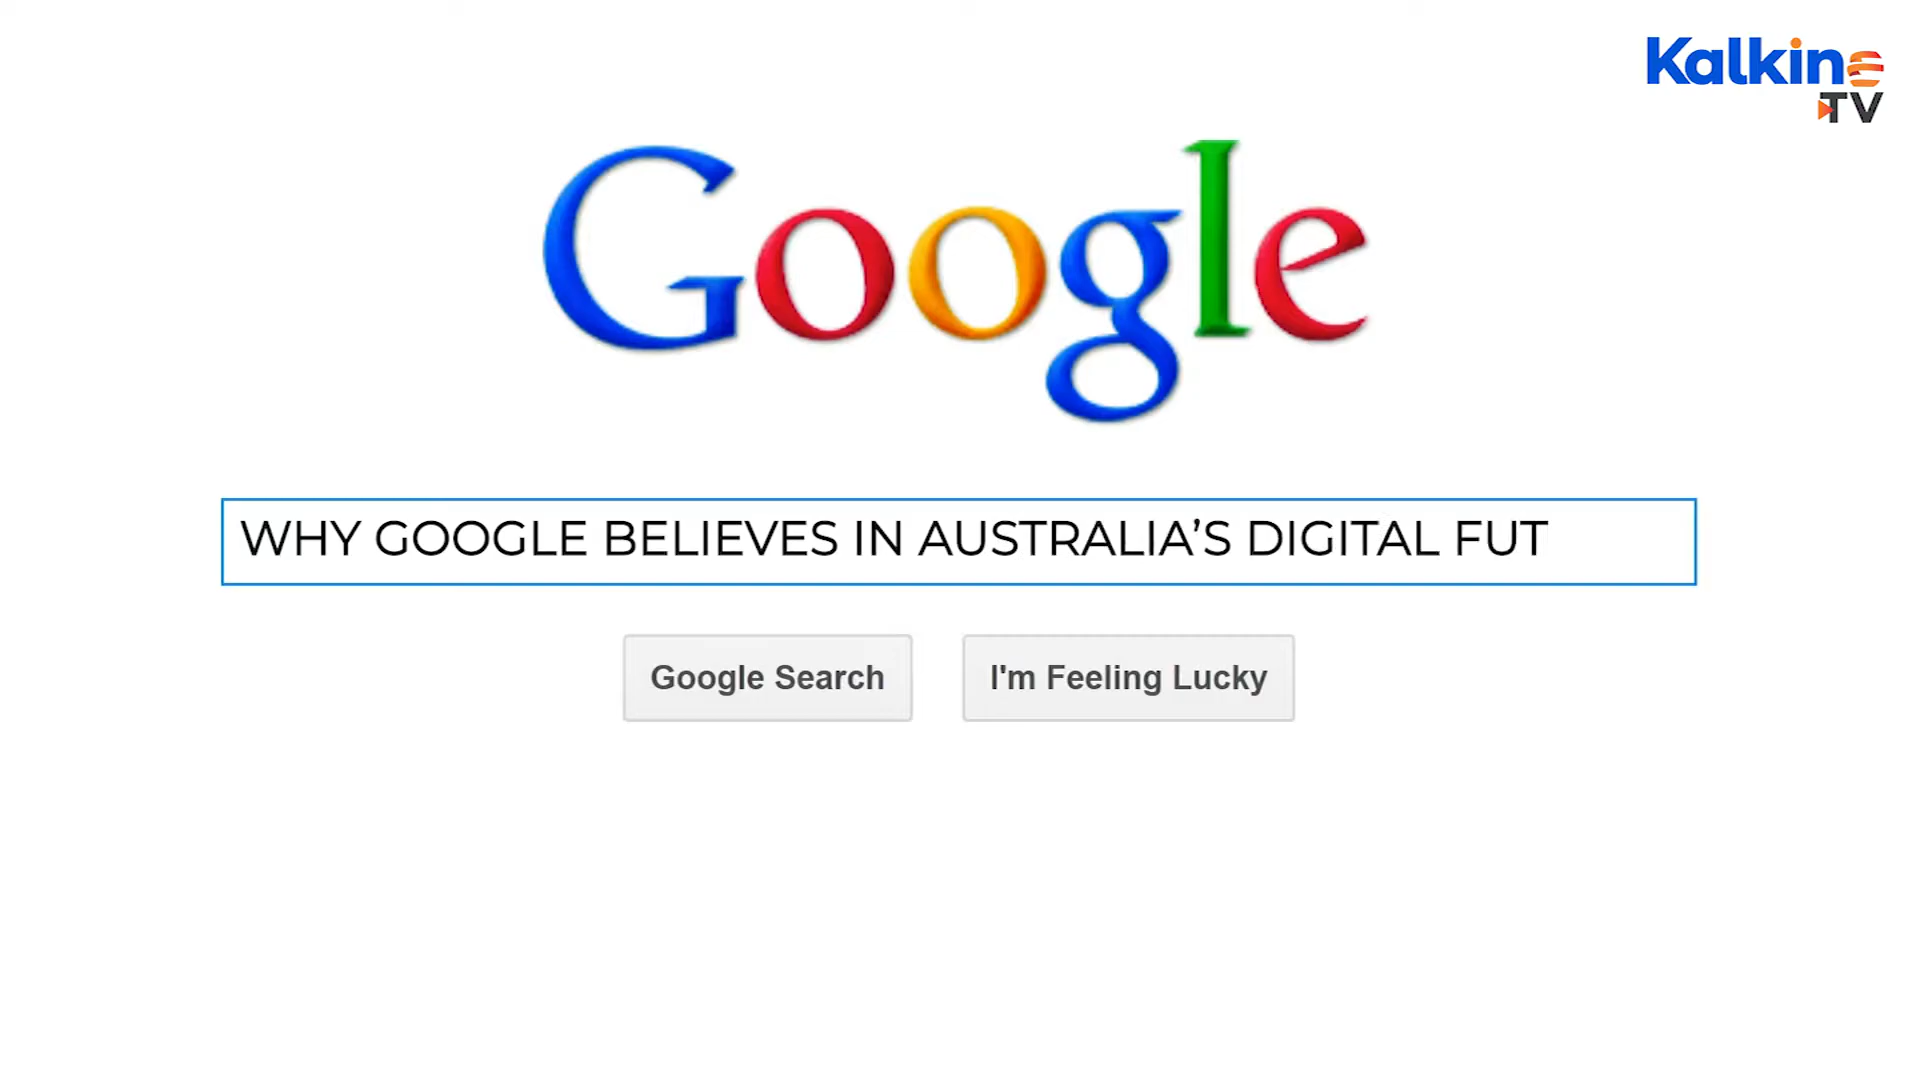 Kalkine
TV
Google
WHY GOOGLE BELIEVES IN AUSTRALIA’S DIGITAL FUT
Google Search
I'm Feeling Lucky